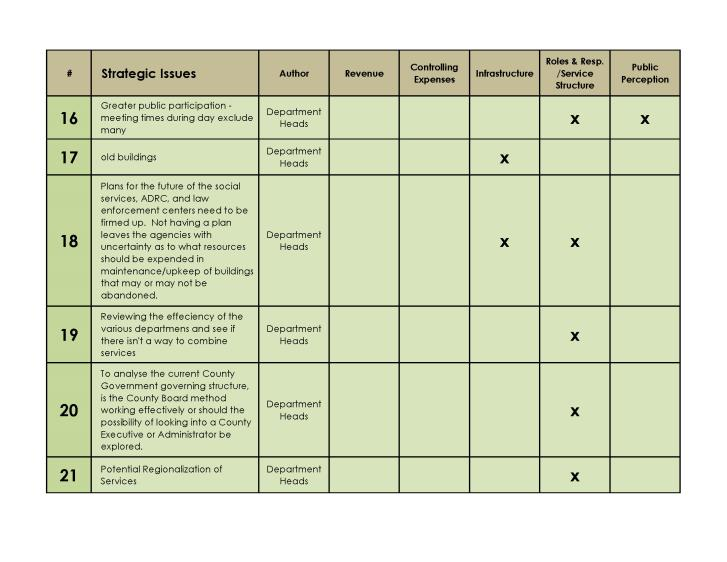 # Strategic Issues Author Revenue Controlling Expenses Infrastructure Roles & Resp. /Service Structure Public Perception
16 Greater public participation -
meeting times during day exclude
many
Department
Heads
x x
17 old buildings
Department
Heads
x
18 Plans for the future of the social
services, ADRC, and law
enforcement centers need to be
firmed up. Not having a plan
leaves the agencies with
uncertainty as to what resources
should be expended in
maintenance/upkeep of buildings
that may or may not be
abandoned.
Department
Heads
x x
19 Reviewing the effeciency of the
various departmens and see if
there isn't a way to combine
services
Department
Heads
x
20 To analyse the current County
Government governing structure,
is the County Board method
working effectively or should the
possibility of looking into a County
Executive or Administrator be
explored.
Department
Heads
x
21 Potential Regionalization of
Services
Department
Heads
x